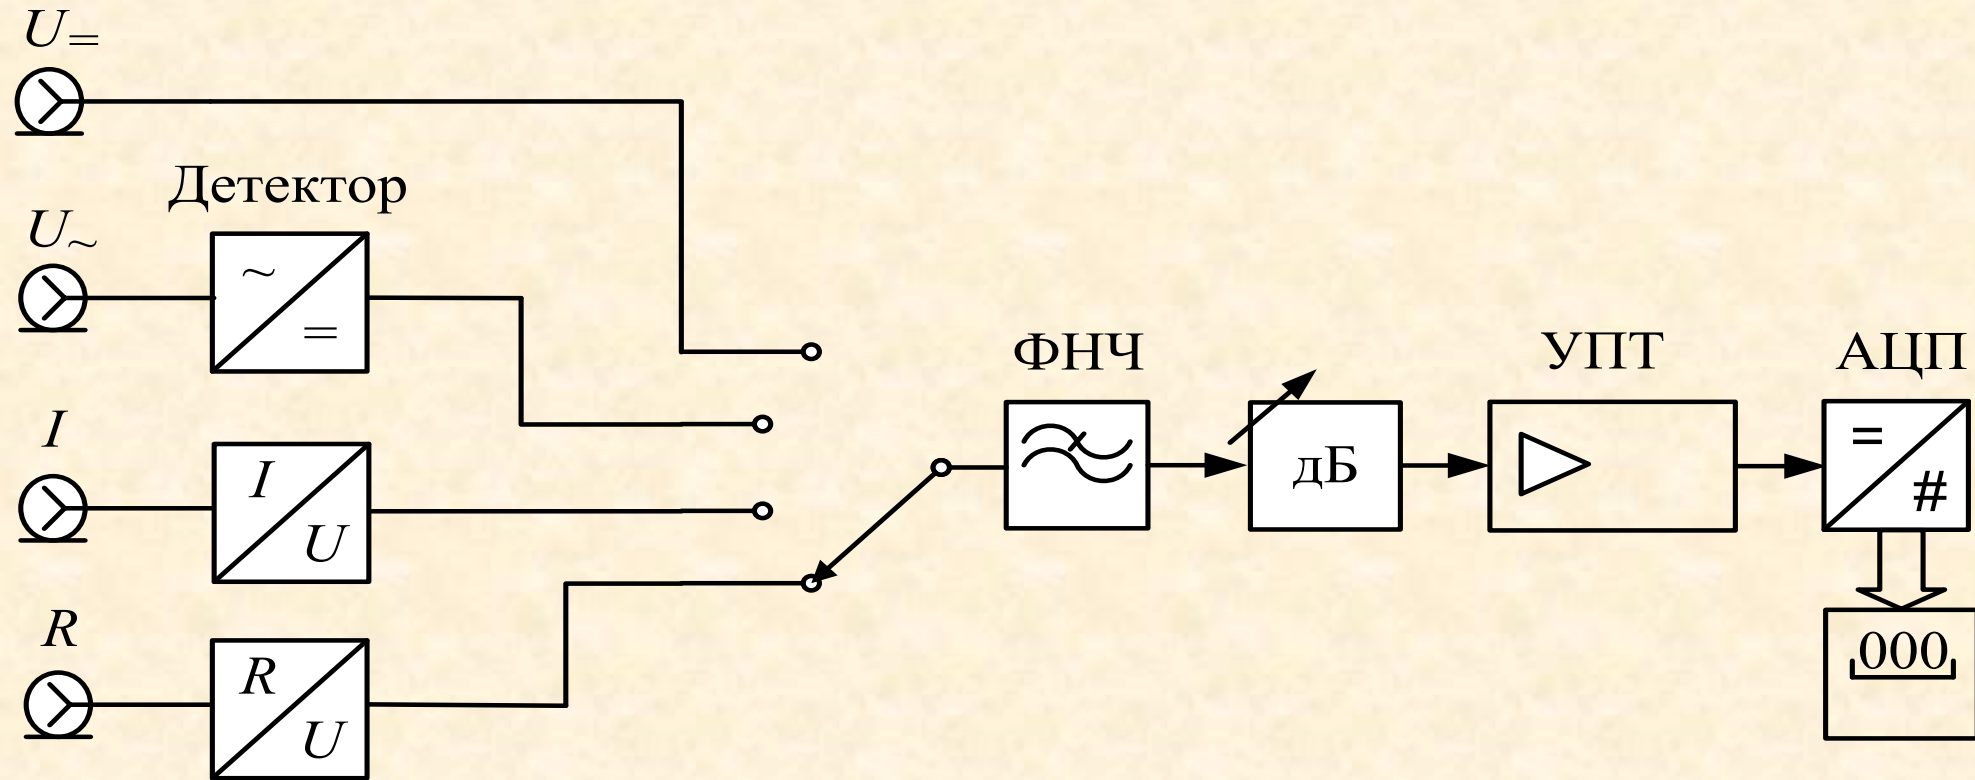 U=
Детектор
U~
~
=
I
I
U
R
R
U
ФНЧ
дБ
УПТ
АЦП
=
#
000